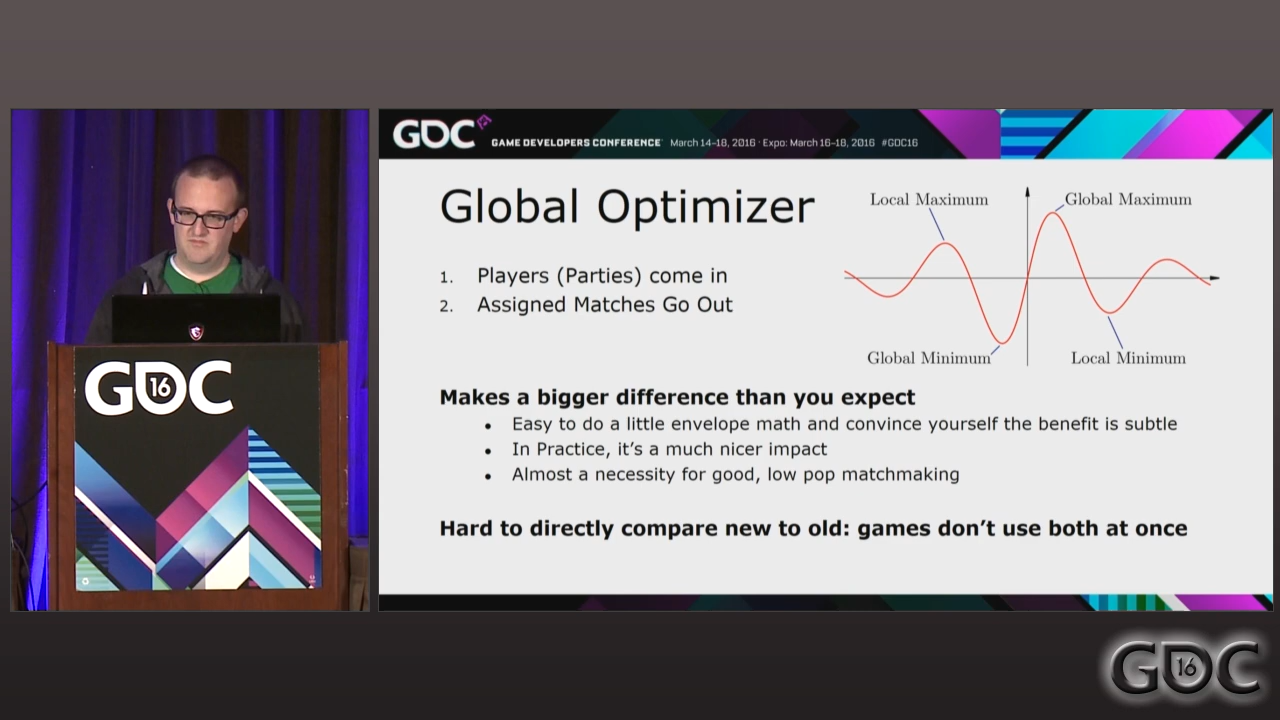 GDC
GAME DEVELOPERS CONFERENCE March 14-18, 2016 · Expo: March 16-18, 2016 #GDC16
Global Optimizer
Local Maximum
Global Maximum
Global Minimum
Local Minimum
1. Players (Parties) come in
2. Assigned Matches Go Out
Makes a bigger difference than you expect
• Easy to do a little envelope math and convince yourself the benefit is subtle
• In Practice, it’s a much nicer impact
• Almost a necessity for good, low pop matchmaking
Hard to directly compare new to old: games don’t use both at once
GDC 16
GDC 16